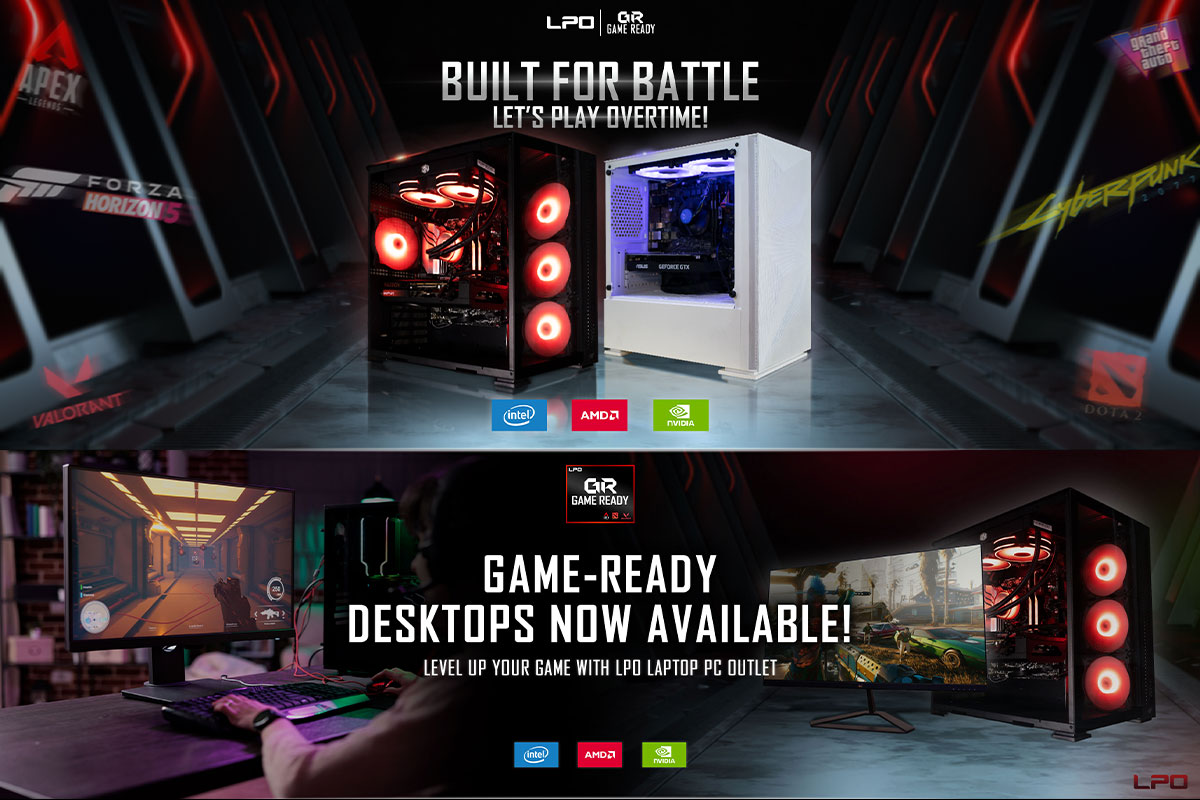 LPO
GR
GAME READY
BUILT FOR BATTLE
LET'S PLAY OVERTIME!
APEX
LEGENDS
grand
theft
auto
FORZA
HORIZON 5
CYBERPUNK
ASUS
GEFORCE GTX
VALORANT
DOTA 2
intel
AMD
NVIDIA
LPO
GR
GAME READY
GAME-READY
DESKTOPS NOW AVAILABLE!
LEVEL UP YOUR GAME WITH LPO LAPTOP PC OUTLET
intel
AMD
NVIDIA
LPO